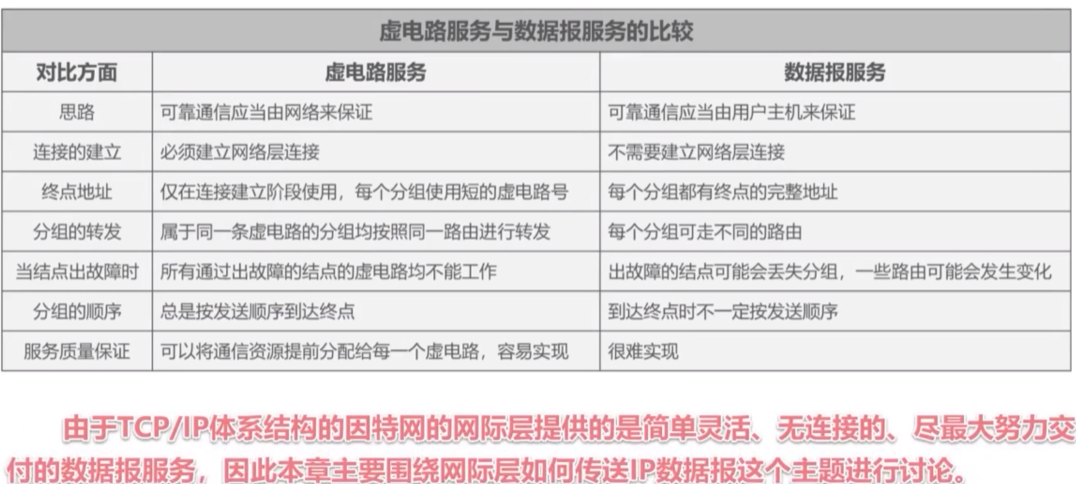 虚电路服务与数据报服务的比较
对比方面 虚电路服务 数据报服务
思路 可靠通信应当由网络来保证 可靠通信应当由用户主机来保证
连接的建立 必须建立网络层连接 不需要建立网络层连接
终点地址 仅在连接建立阶段使用，每个分组使用短的虚电路号 每个分组都有终点的完整地址
分组的转发 属于同一条虚电路的分组均按照同一路由进行转发 每个分组可走不同的路由
当结点出故障时 所有通过出故障的结点的虚电路均不能工作 出故障的结点可能会丢失分组，一些路由可能会发生变化
分组的顺序 总是按发送顺序到达终点 到达终点时不一定按发送顺序
服务质量保证 可以将通信资源提前分配给每一个虚电路，容易实现 很难实现
由于TCP/IP体系结构的因特网的网际层提供的是简单灵活、无连接的、尽最大努力交
付的数据报服务，因此本章主要围绕网际层如何传送IP数据报这个主题进行讨论。